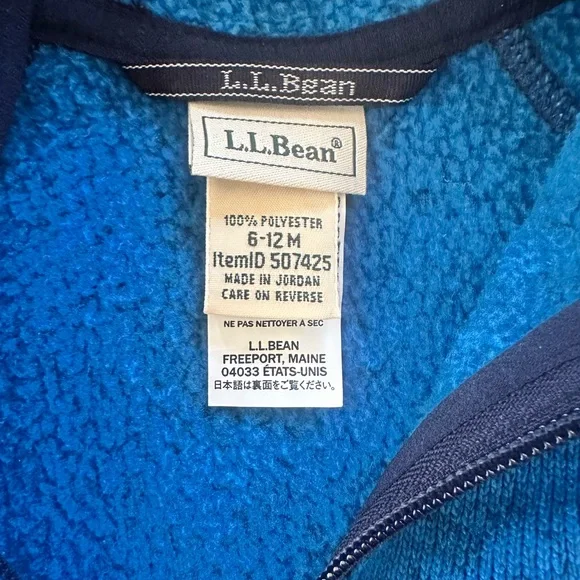 L.L.Bean
L.L.Bean®
100% POLYESTER
6-12 M
ItemID 507425
MADE IN JORDAN
CARE ON REVERSE
NE PAS NETTOYER À SEC
L.L.BEAN
FREEPORT, MAINE
04033 ÉTATS-UNIS
日本語は裏面をご覧ください。